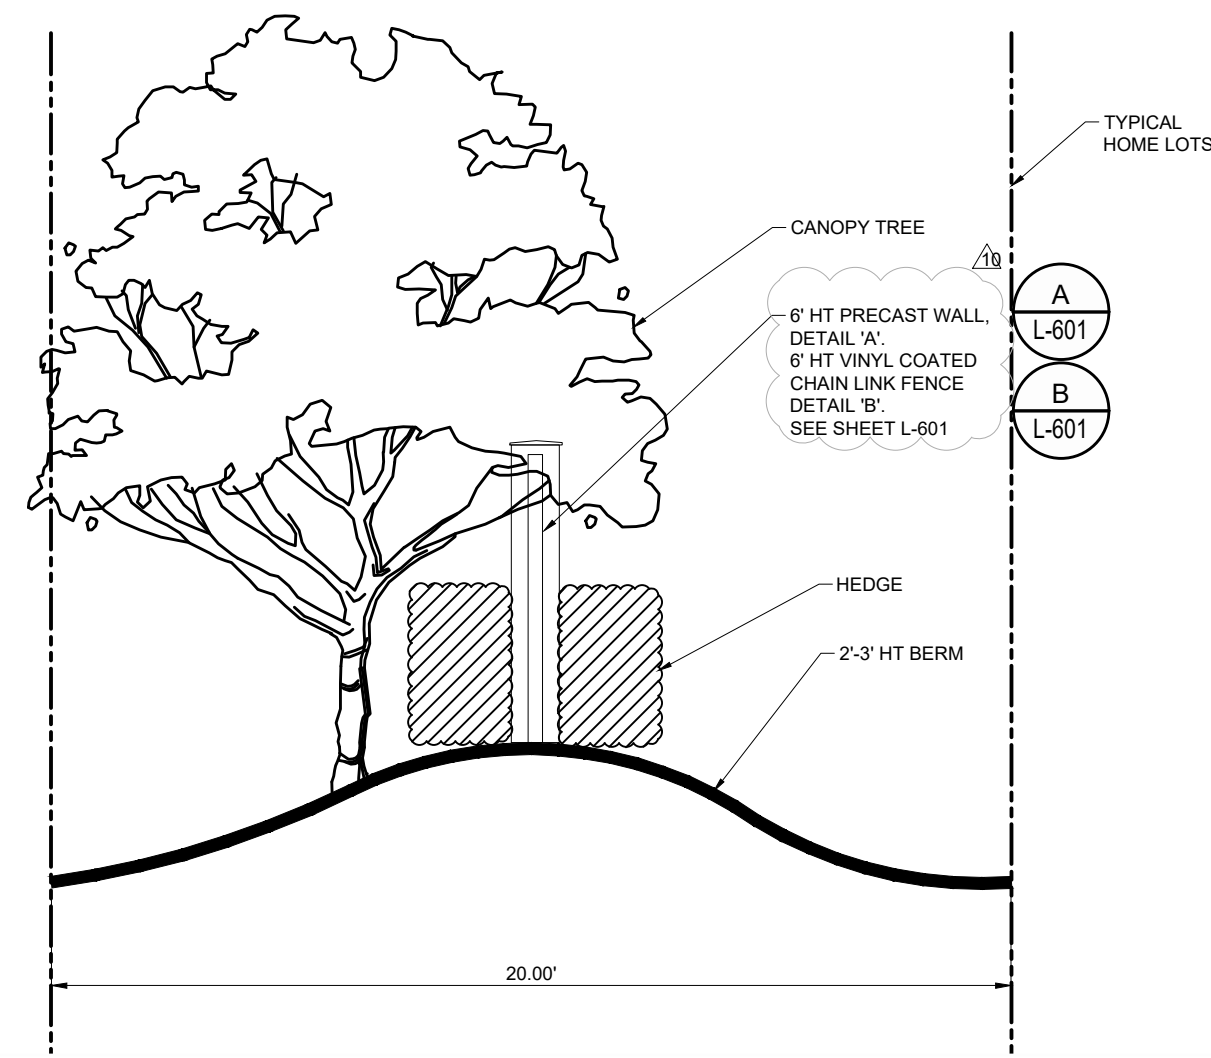 TYPICAL
HOME LOTS
CANOPY TREE
10
6' HT PRECAST WALL,
DETAIL 'A'.
6' HT VINYL COATED
CHAIN LINK FENCE
DETAIL 'B'.
SEE SHEET L-601
A
L-601
B
L-601
HEDGE
2'-3' HT BERM
20.00'